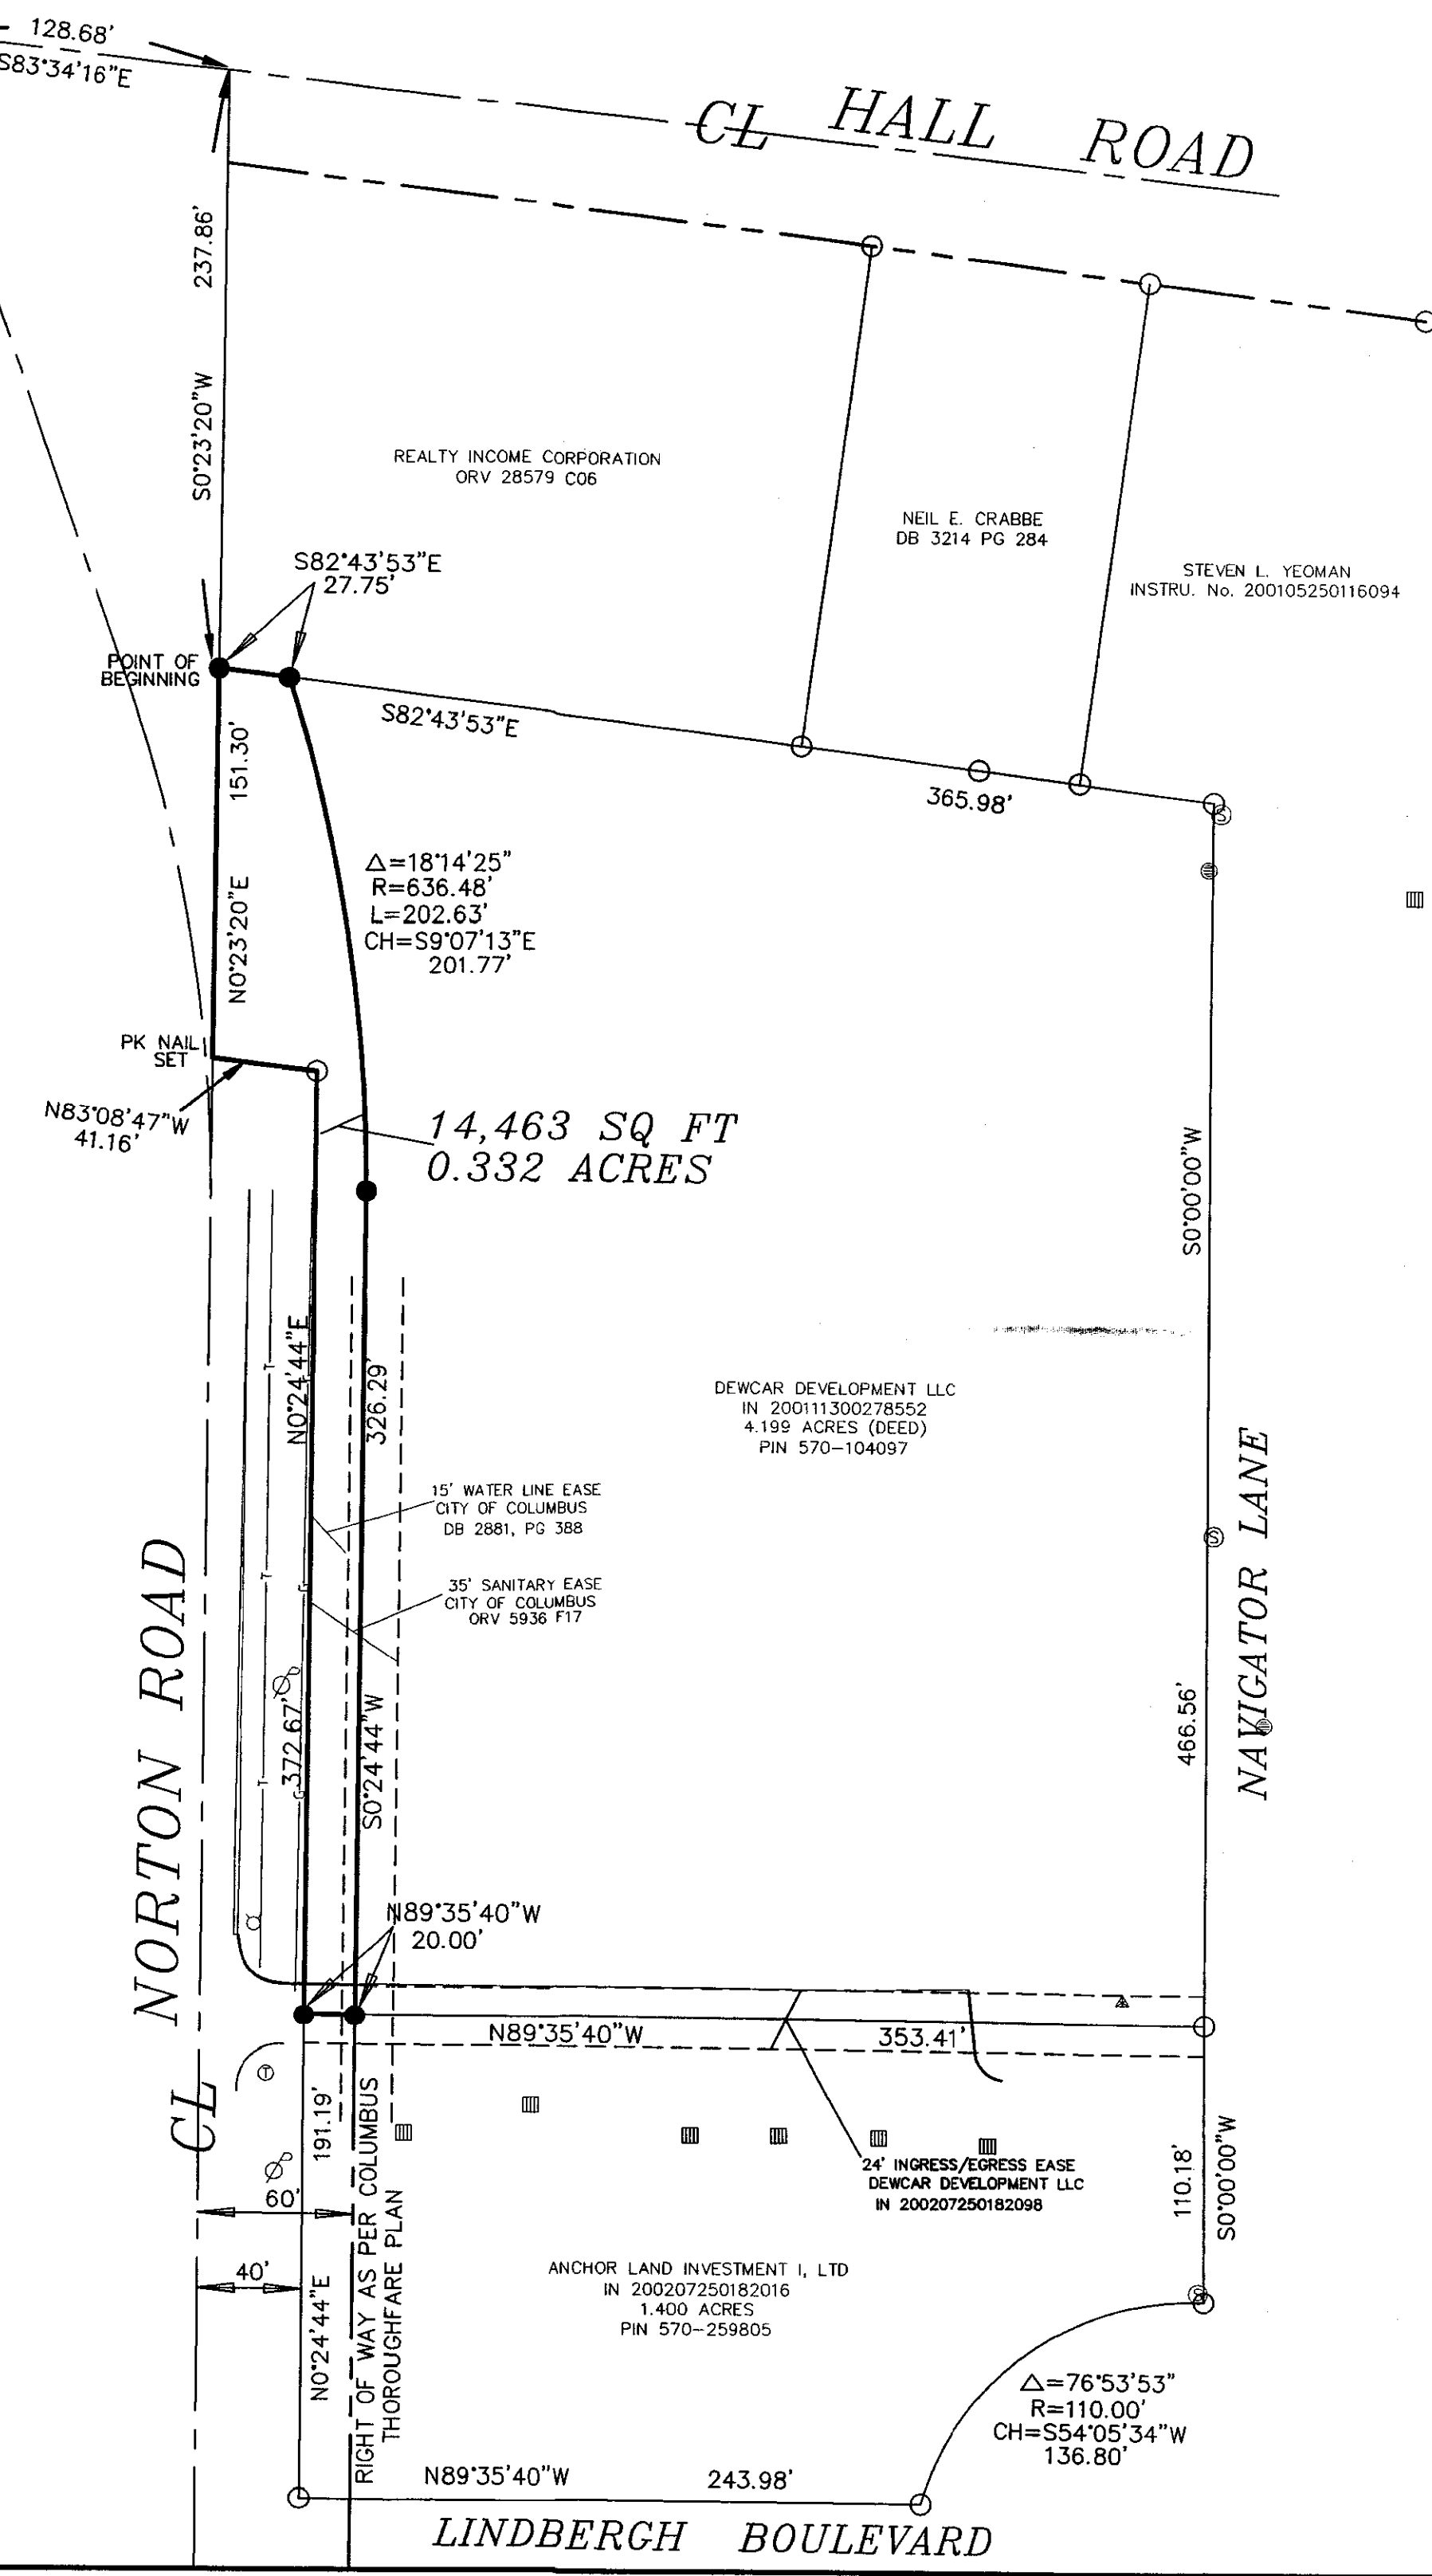 128.68'
S83°34'16"E
CL HALL ROAD
237.86'
S0°23'20"W
REALTY INCOME CORPORATION
ORV 28579 C06
NEIL E. CRABBE
DB 3214 PG 284
STEVEN L. YEOMAN
INSTRU. No. 200105250116094
S82°43'53"E
27.75'
POINT OF
BEGINNING
S82°43'53"E
365.98'
151.30'
N0°23'20"E
Δ=18°14'25"
R=636.48'
L=202.63'
CH=S9°07'13"E
201.77'
PK NAIL
SET
N83°08'47"W
41.16'
14,463 SQ FT
0.332 ACRES
S0°00'00"W
N0°24'44"E
326.29'
DEWCAR DEVELOPMENT LLC
IN 200111300278552
4.199 ACRES (DEED)
PIN 570-104097
15' WATER LINE EASE
CITY OF COLUMBUS
DB 2881, PG 388
35' SANITARY EASE
CITY OF COLUMBUS
ORV 5936 F17
NAVIGATOR LANE
466.56'
372.67'
S0°24'44"W
NORTON ROAD
CL
N89°35'40"W
20.00'
N89°35'40"W
353.41'
191.19'
60'
40'
N0°24'44"E
RIGHT OF WAY AS PER COLUMBUS
THOROUGHFARE PLAN
24' INGRESS/EGRESS EASE
DEWCAR DEVELOPMENT LLC
IN 200207250182098
110.18'
S0°00'00"W
ANCHOR LAND INVESTMENT I, LTD
IN 200207250182016
1.400 ACRES
PIN 570-259805
Δ=76°53'53"
R=110.00'
CH=S54°05'34"W
136.80'
N89°35'40"W
243.98'
LINDBERGH BOULEVARD